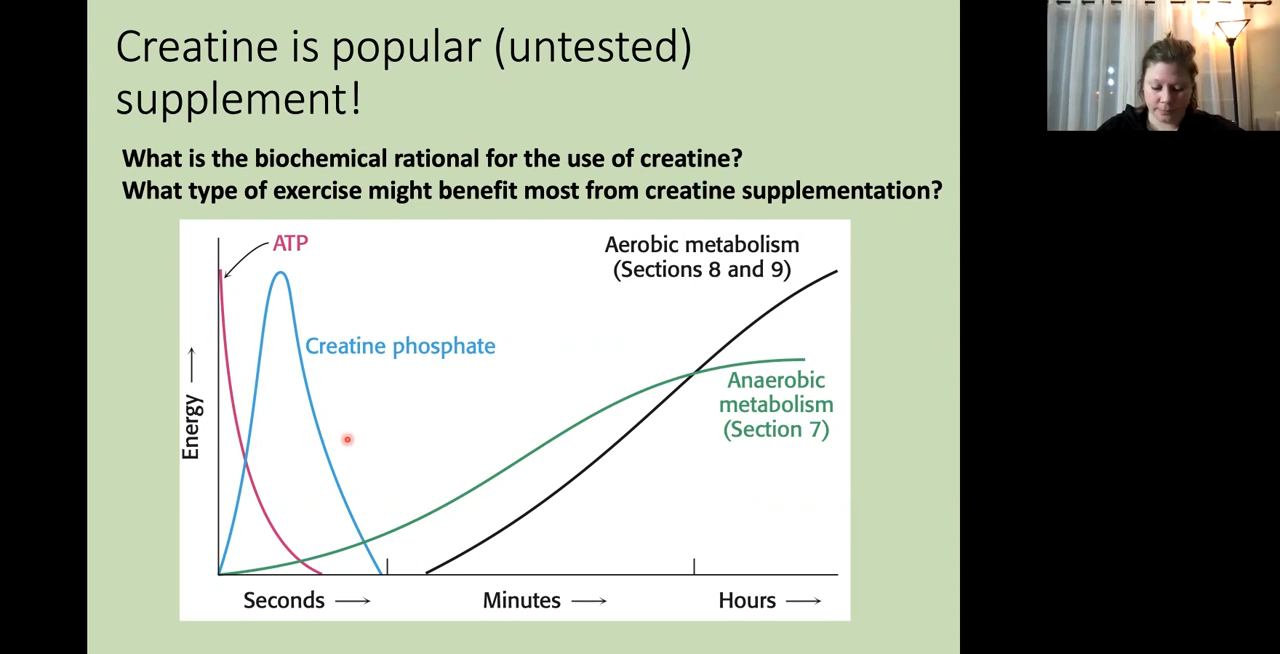 Creatine is popular (untested)
supplement!
What is the biochemical rational for the use of creatine?
What type of exercise might benefit most from creatine supplementation?
ATP
Aerobic metabolism
(Sections 8 and 9)
Creatine phosphate
Anaerobic
metabolism
(Section 7)
Energy
Seconds
Minutes
Hours